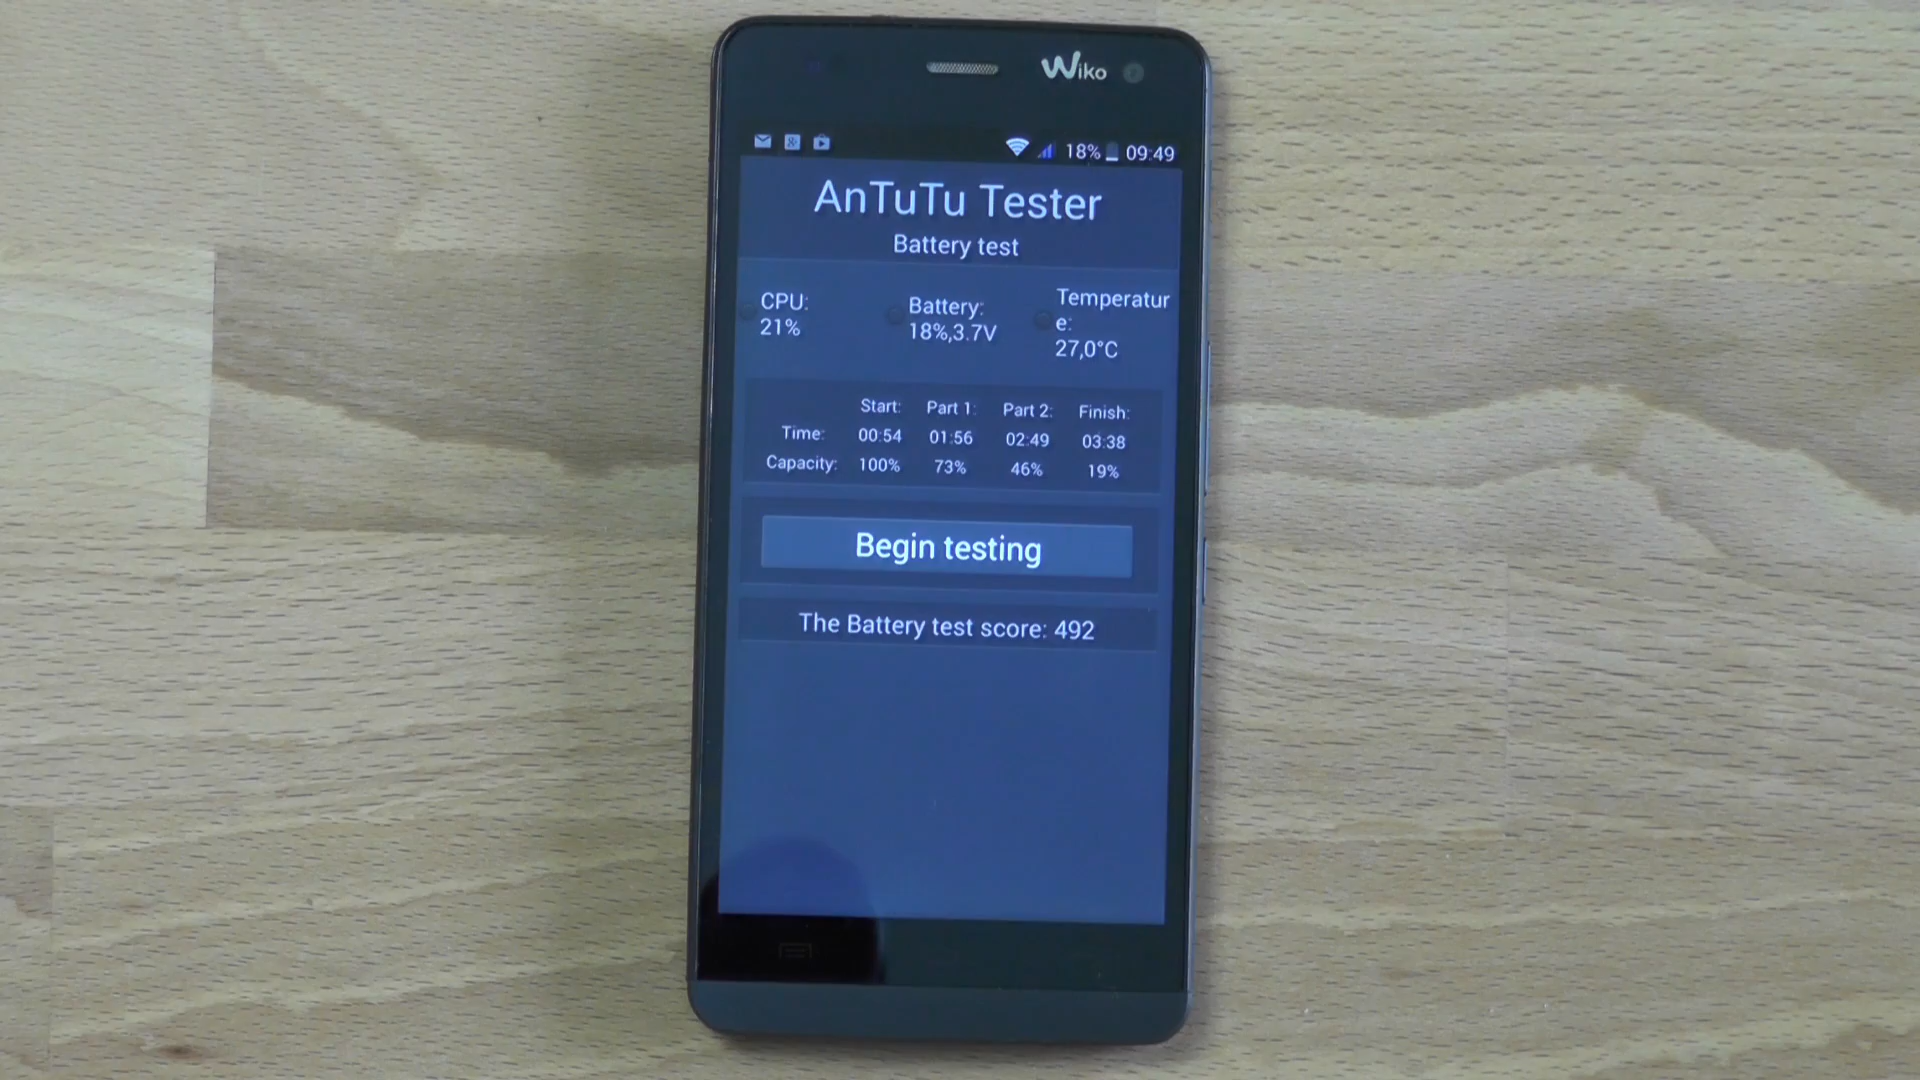 Wiko
18% 09:49
AnTuTu Tester
Battery test
CPU:
21%
Battery:
18%,3.7V
Temperatur
e:
27,0°C
Start: Part 1: Part 2: Finish:
Time: 00:54 01:56 02:49 03:38
Capacity: 100% 73% 46% 19%
Begin testing
The Battery test score: 492